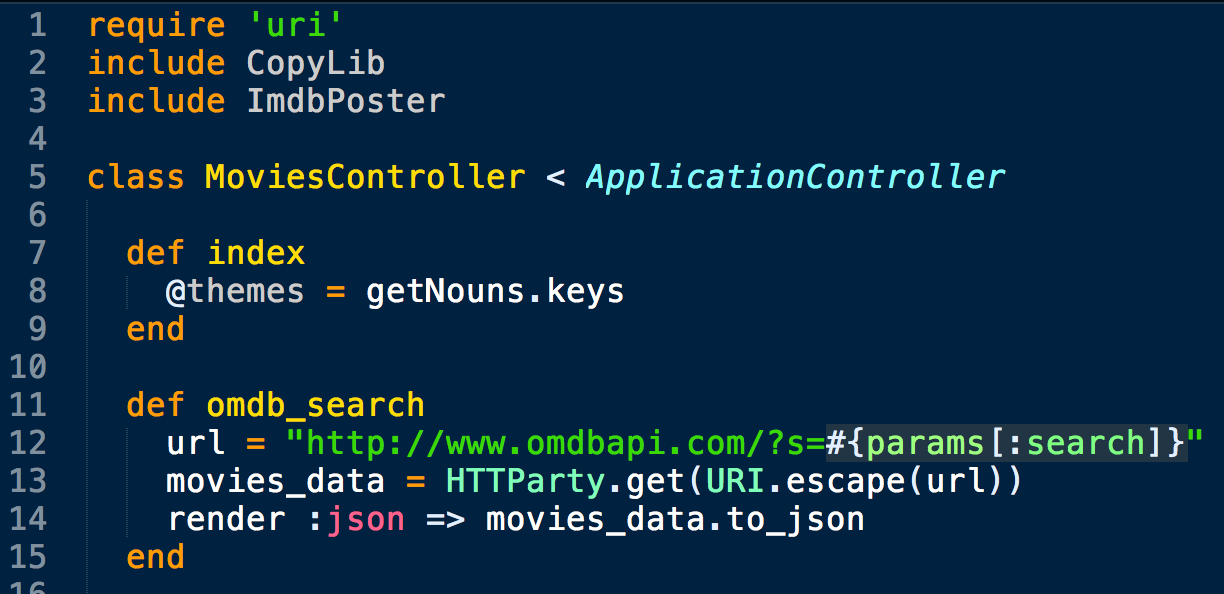 1 require 'uri'
2 include CopyLib
3 include ImdbPoster
4
5 class MoviesController < ApplicationController
6
7 def index
8 @themes = getNouns.keys
9 end
10
11 def omdb_search
12 url = "http://www.omdbapi.com/?s=#{params[:search]}"
13 movies_data = HTTParty.get(URI.escape(url))
14 render :json => movies_data.to_json
15 end
16